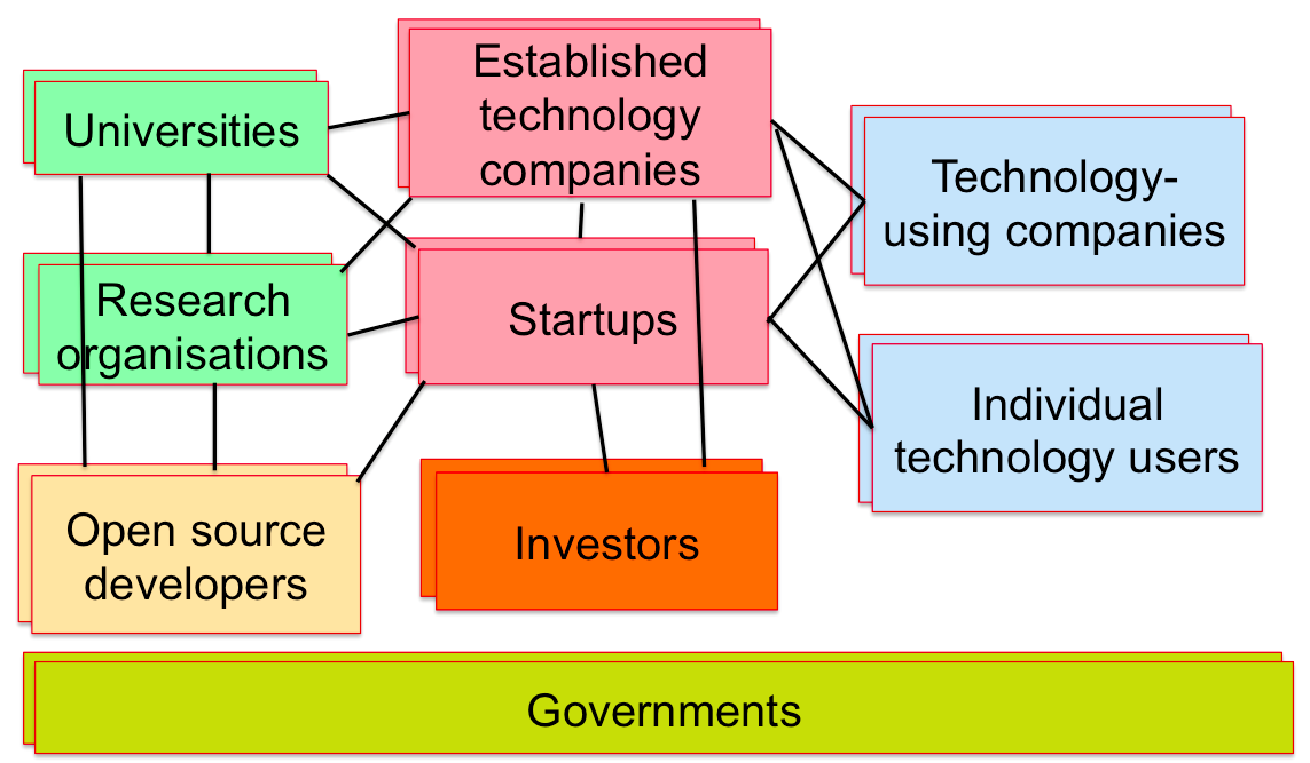 Universities
Established
technology
companies
Technology-
using companies
Research
organisations
Startups
Individual
technology users
Open source
developers
Investors
Governments